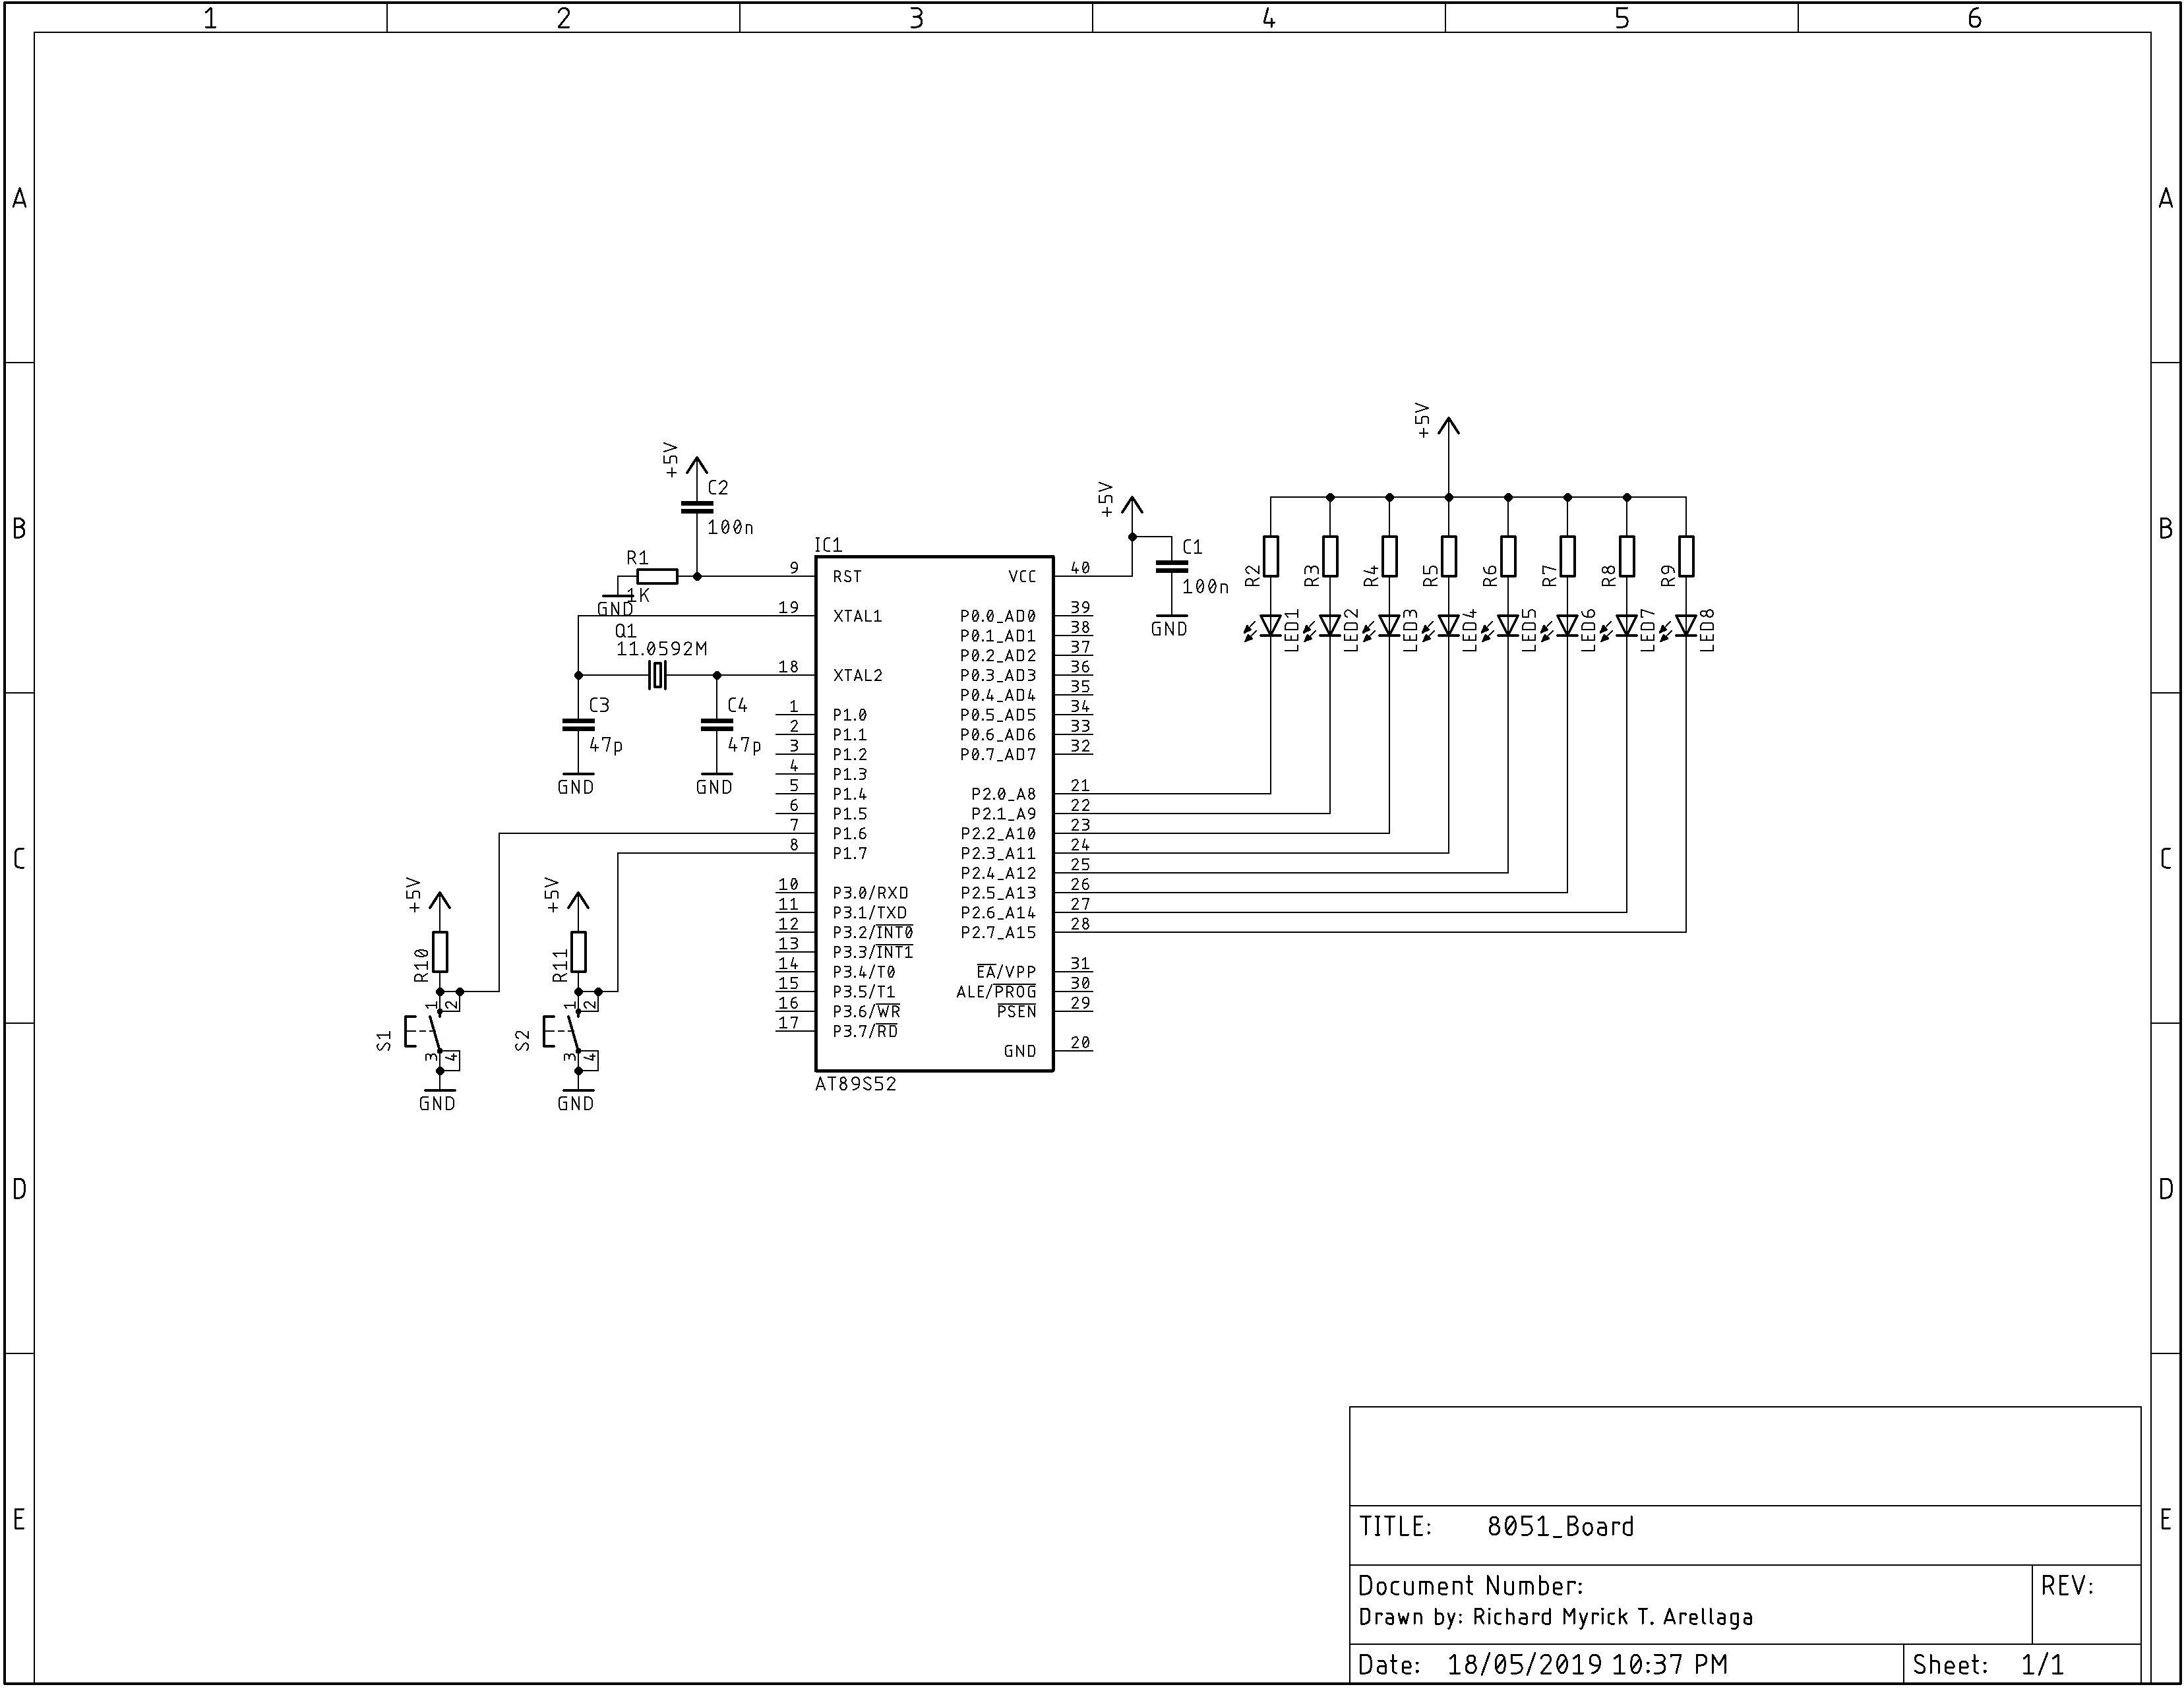 1 2 3 4 5 6
A A
B B
C C
D D
E E
+5V
C2
100n
R1
1K
GND
Q1
11.0592M
C3
47p
GND
C4
47p
GND
+5V
R10
S1
1 2
3 4
GND
+5V
R11
S2
1 2
3 4
GND
IC1
9 RST
19 XTAL1
18 XTAL2
1 P1.0
2 P1.1
3 P1.2
4 P1.3
5 P1.4
6 P1.5
7 P1.6
8 P1.7
10 P3.0/RXD
11 P3.1/TXD
12 P3.2/INT0
13 P3.3/INT1
14 P3.4/T0
15 P3.5/T1
16 P3.6/WR
17 P3.7/RD
VCC 40
P0.0_AD0 39
P0.1_AD1 38
P0.2_AD2 37
P0.3_AD3 36
P0.4_AD4 35
P0.5_AD5 34
P0.6_AD6 33
P0.7_AD7 32
P2.0_A8 21
P2.1_A9 22
P2.2_A10 23
P2.3_A11 24
P2.4_A12 25
P2.5_A13 26
P2.6_A14 27
P2.7_A15 28
EA/VPP 31
ALE/PROG 30
PSEN 29
GND 20
AT89S52
+5V
C1
100n
GND
+5V
R2 R3 R4 R5 R6 R7 R8 R9
LED1 LED2 LED3 LED4 LED5 LED6 LED7 LED8
TITLE: 8051_Board
Document Number:
REV:
Drawn by: Richard Myrick T. Arellaga
Date: 18/05/2019 10:37 PM
Sheet: 1/1